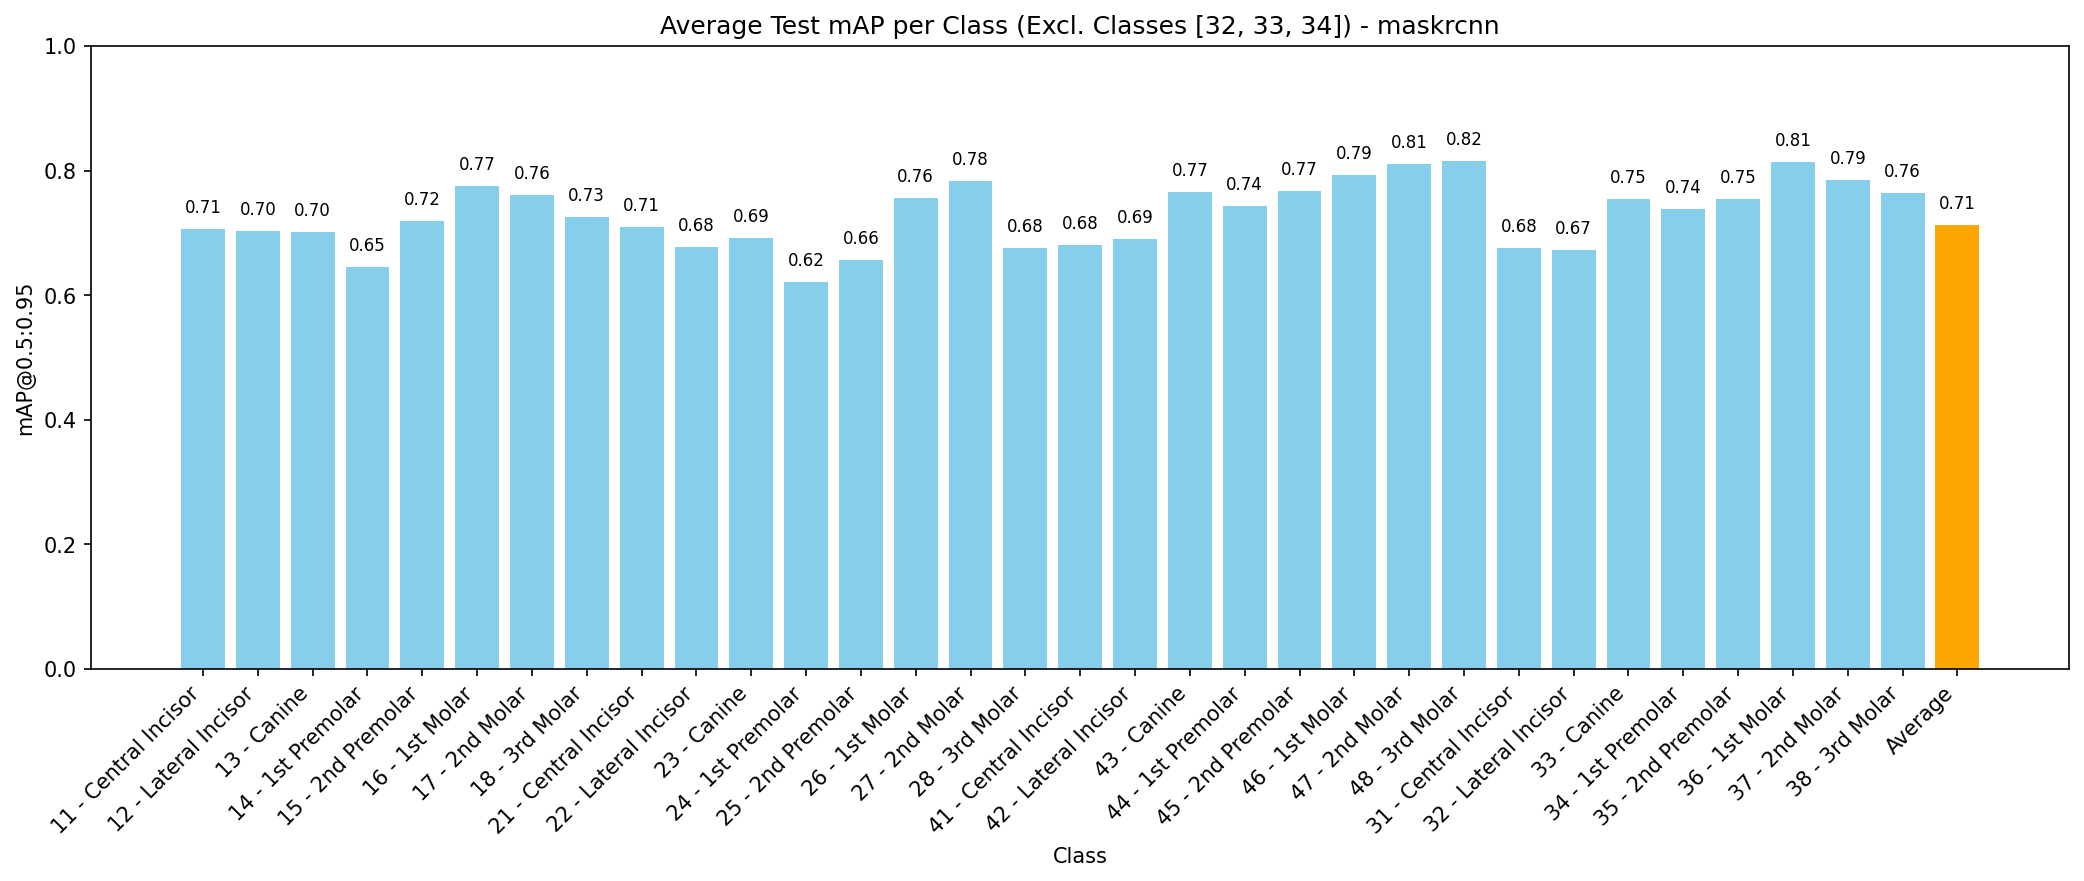 Average Test mAP per Class (Excl. Classes [32, 33, 34]) - maskrcnn
mAP@0.5:0.95
1.0
0.8
0.6
0.4
0.2
0.0
0.71
0.70
0.70
0.65
0.72
0.77
0.76
0.73
0.71
0.68
0.69
0.62
0.66
0.76
0.78
0.68
0.68
0.69
0.77
0.74
0.77
0.79
0.81
0.82
0.68
0.67
0.75
0.74
0.75
0.81
0.79
0.76
0.71
11 - Central Incisor
12 - Lateral Incisor
13 - Canine
14 - 1st Premolar
15 - 2nd Premolar
16 - 1st Molar
17 - 2nd Molar
18 - 3rd Molar
21 - Central Incisor
22 - Lateral Incisor
23 - Canine
24 - 1st Premolar
25 - 2nd Premolar
26 - 1st Molar
27 - 2nd Molar
28 - 3rd Molar
41 - Central Incisor
42 - Lateral Incisor
43 - Canine
44 - 1st Premolar
45 - 2nd Premolar
46 - 1st Molar
47 - 2nd Molar
48 - 3rd Molar
31 - Central Incisor
32 - Lateral Incisor
33 - Canine
34 - 1st Premolar
35 - 2nd Premolar
36 - 1st Molar
37 - 2nd Molar
38 - 3rd Molar
Average
Class